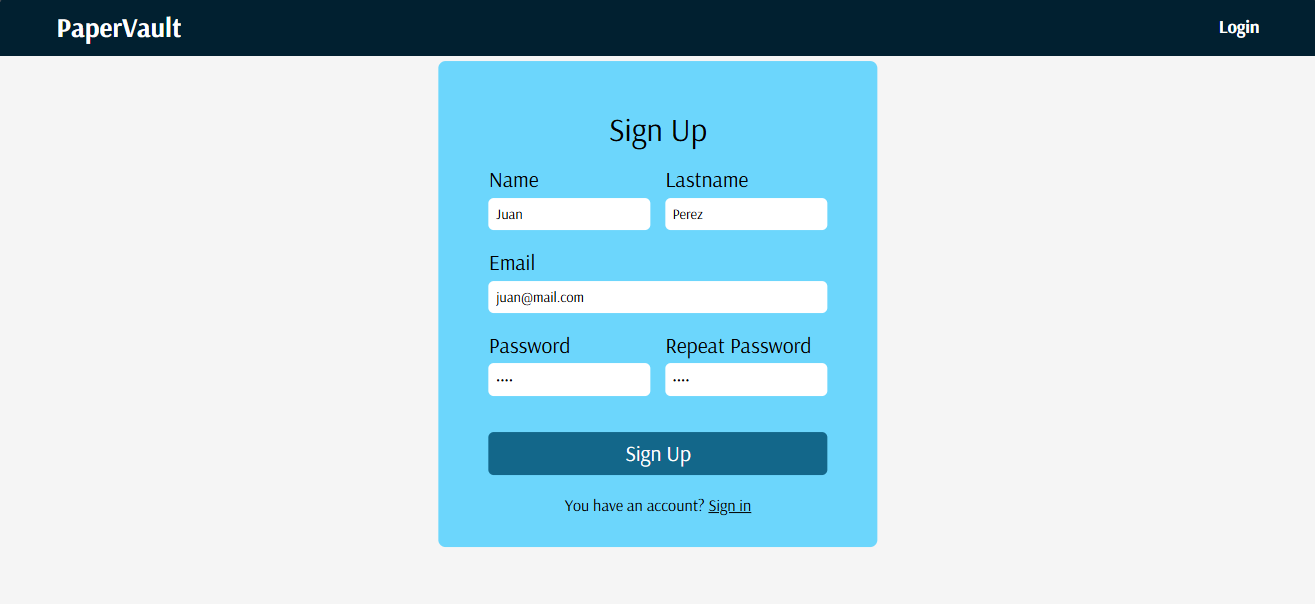 PaperVault Login
Sign Up
Name Lastname
Juan Perez
Email
juan@mail.com
Password Repeat Password
•••• ••••
Sign Up
You have an account? Sign in